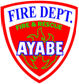 FIRE DEPT.
FIRE & RESCUE
AYABE